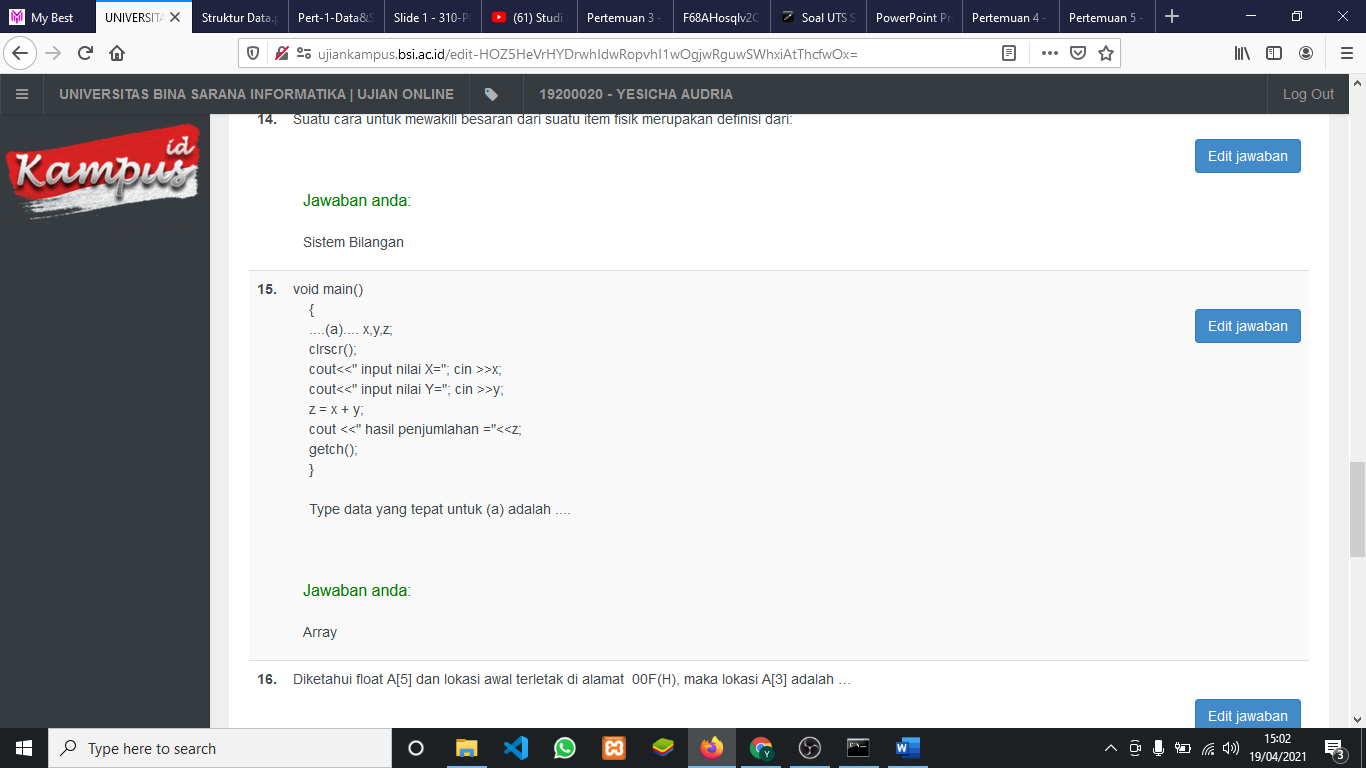 My Best
UNIVERSITA
Struktur Data.p
Pert-1-Data&S
Slide 1 - 310-P
(61) Studi
Pertemuan 3 -
F68AHosqIv2C
Soal UTS S
PowerPoint Pr
Pertemuan 4 -
Pertemuan 5 -
ujiankampus.bsi.ac.id/edit-HOZ5HeVrHYDrwhIdwRopvhI1wOgjwRguwSWhxiAtThcfwOx=
UNIVERSITAS BINA SARANA INFORMATIKA | UJIAN ONLINE
19200020 - YESICHA AUDRIA
Log Out
Kampus id
14. Suatu cara untuk mewakili besaran dari suatu item fisik merupakan definisi dari:
Edit jawaban
Jawaban anda:
Sistem Bilangan
15. void main()
{
....(a).... x,y,z;
clrscr();
cout<<" input nilai X="; cin >>x;
cout<<" input nilai Y="; cin >>y;
z = x + y;
cout <<" hasil penjumlahan ="<<z;
getch();
}
Edit jawaban
Type data yang tepat untuk (a) adalah ....
Jawaban anda:
Array
16. Diketahui float A[5] dan lokasi awal terletak di alamat 00F(H), maka lokasi A[3] adalah …
Edit jawaban
Type here to search
15:02
19/04/2021
3